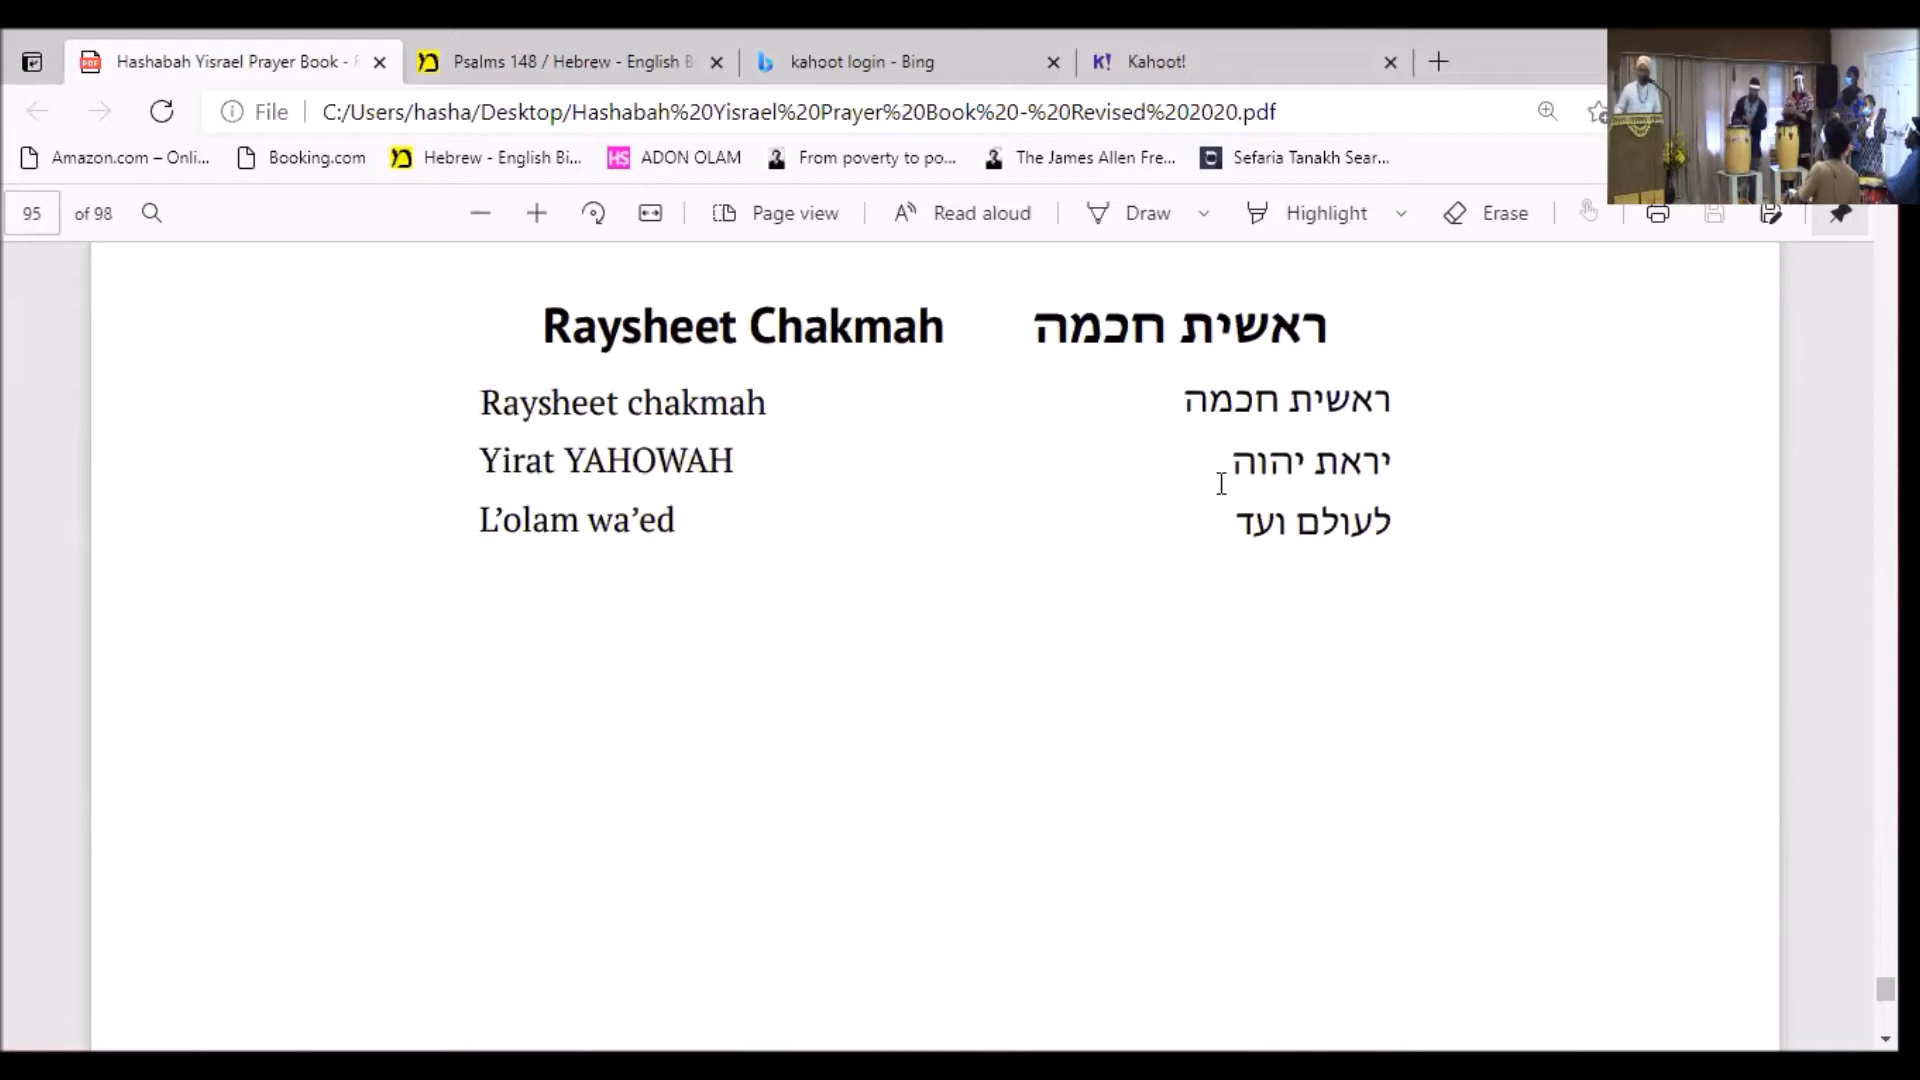 Hashabah Yisrael Prayer Book -
Psalms 148 / Hebrew - English B
kahoot login - Bing
K! Kahoot!
File C:/Users/hasha/Desktop/Hashabah%20Yisrael%20Prayer%20Book%20-%20Revised%202020.pdf
Amazon.com – Onli...
Booking.com
Hebrew - English Bi...
HS ADON OLAM
From poverty to po...
The James Allen Fre...
Sefaria Tanakh Sear...
95 of 98
Page view
Read aloud
Draw
Highlight
Erase
Raysheet Chakmah ראשית חכמה
Raysheet chakmah ראשית חכמה
Yirat YAHOWAH יראת יהוה
L’olam wa’ed לעולם ועד